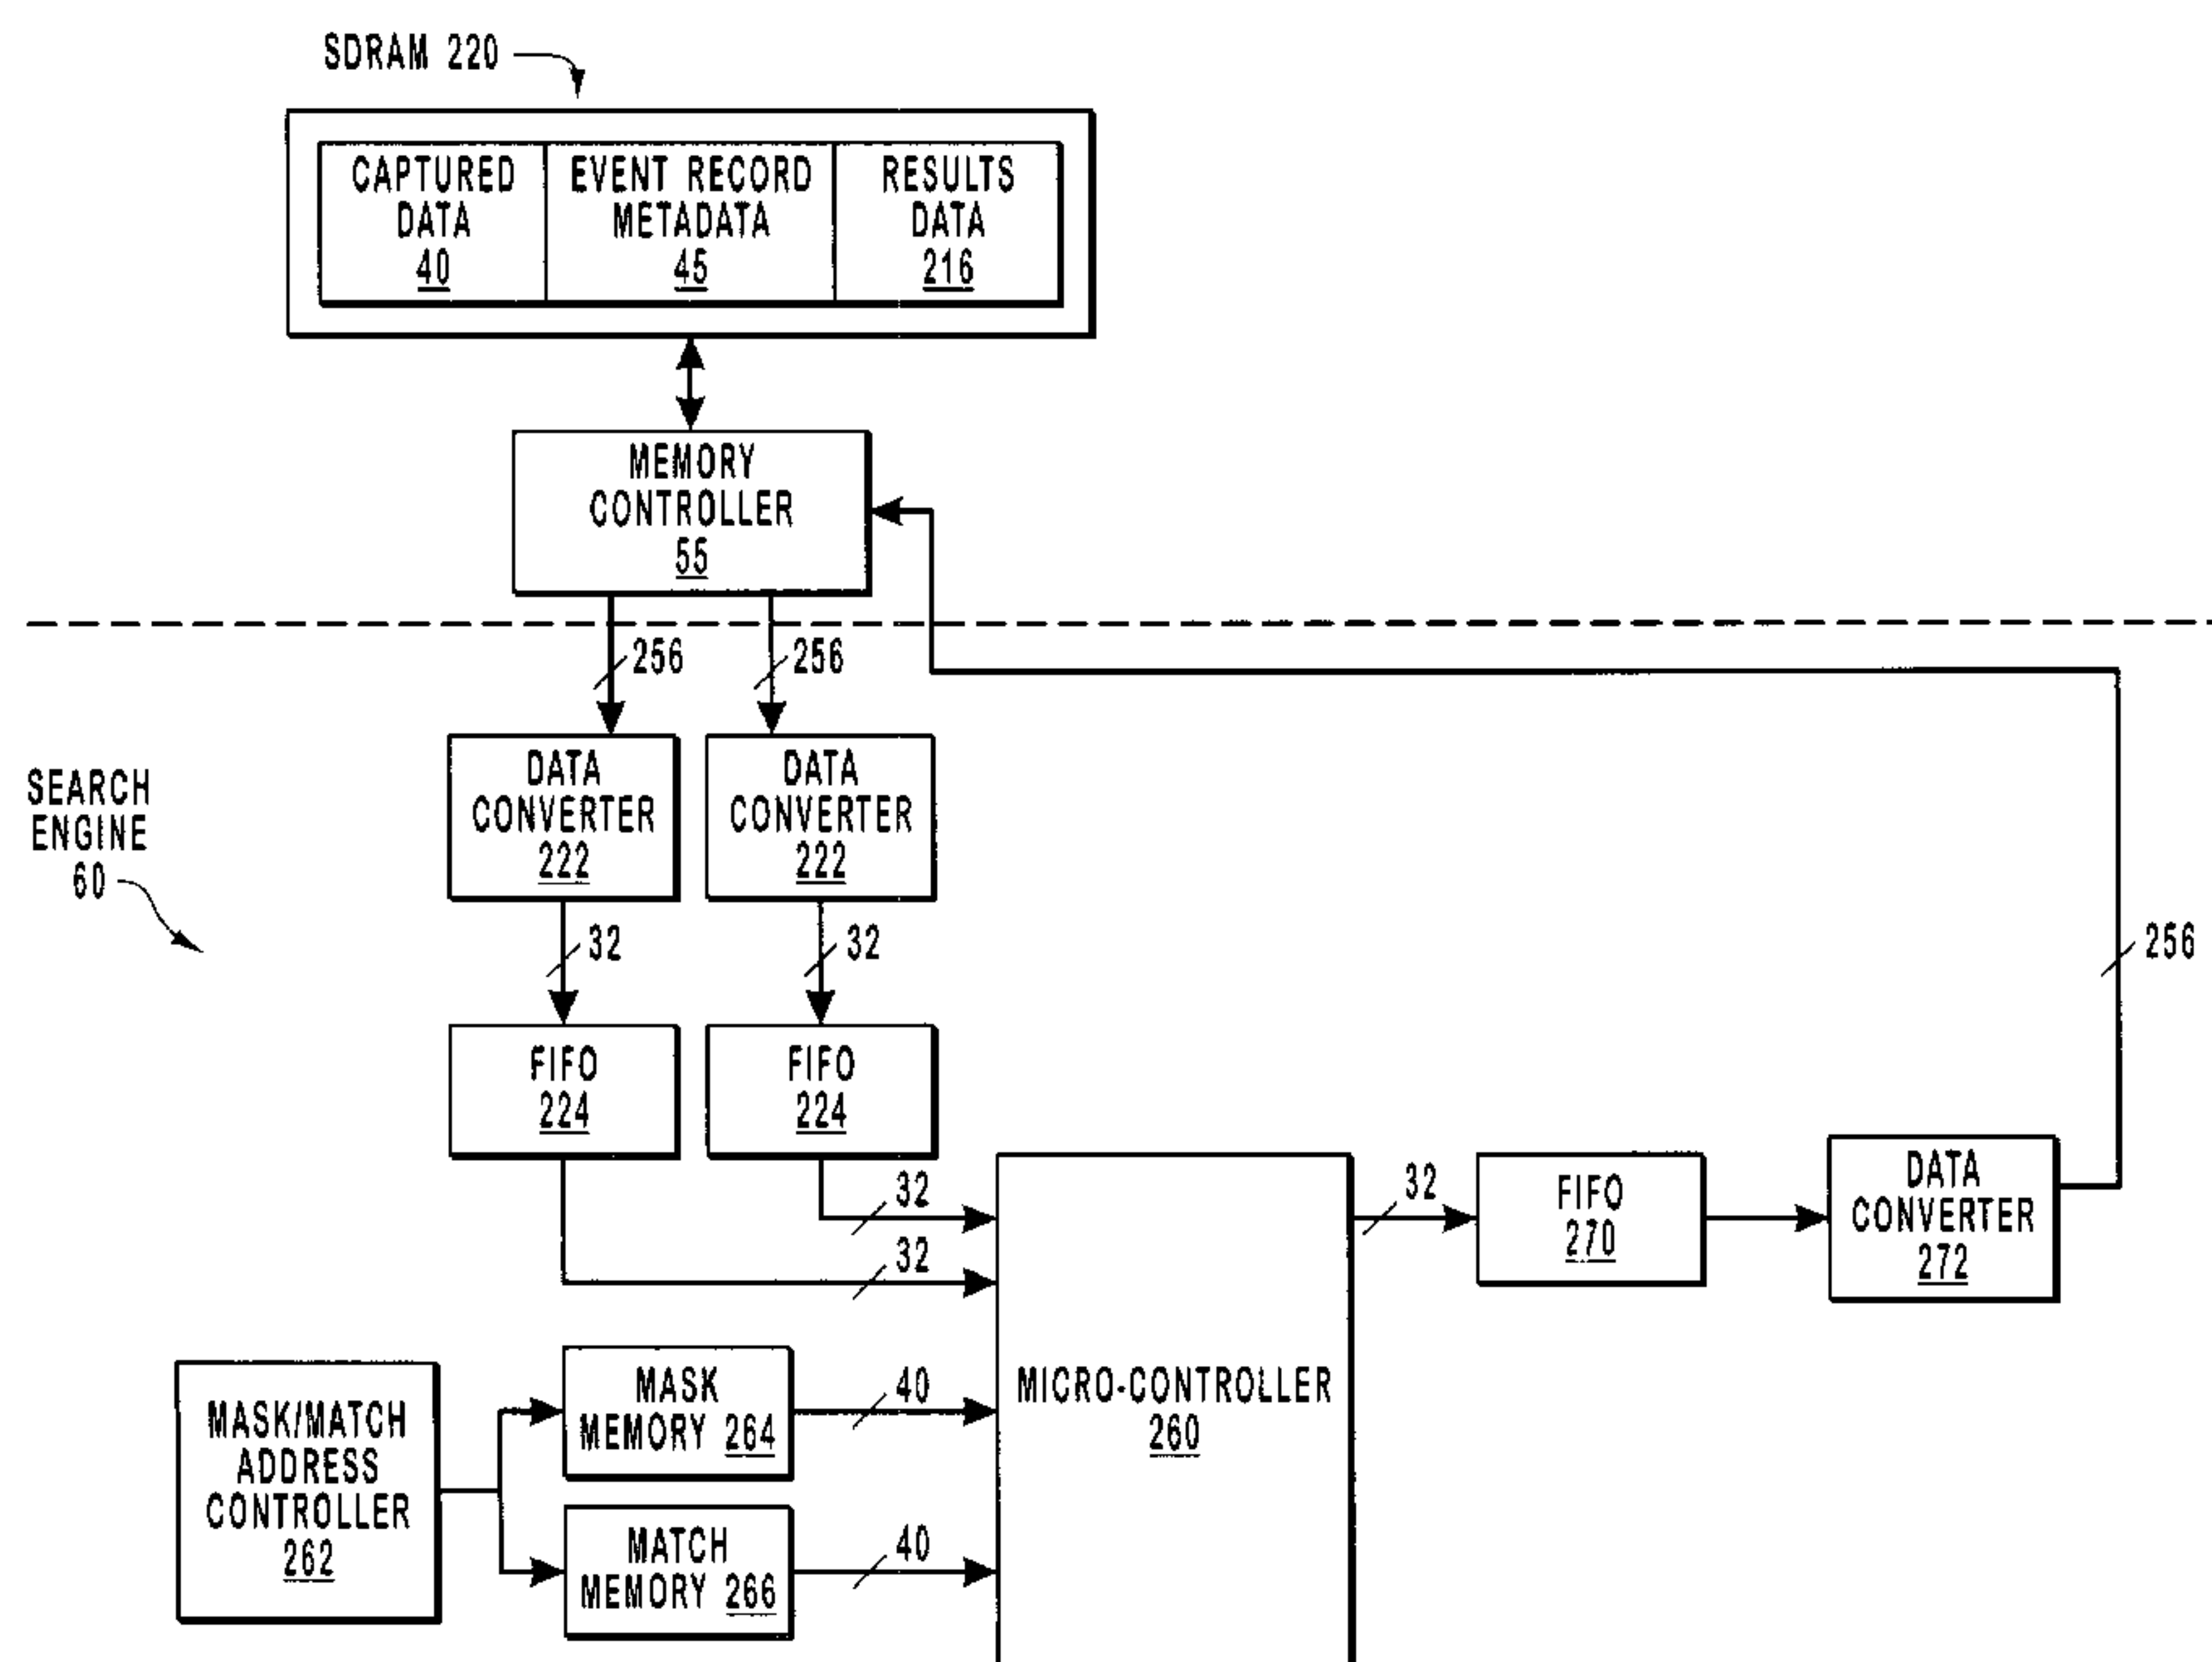 SDRAM 220
CAPTURED
DATA
40
EVENT RECORD
METADATA
45
RESULTS
DATA
216
MEMORY
CONTROLLER
55
256
256
DATA
CONVERTER
222
DATA
CONVERTER
222
SEARCH
ENGINE
60
32
32
256
FIFO
224
FIFO
224
32
32
MICRO-CONTROLLER
260
32
FIFO
270
DATA
CONVERTER
272
MASK/MATCH
ADDRESS
CONTROLLER
262
MASK
MEMORY 264
40
MATCH
MEMORY 266
40